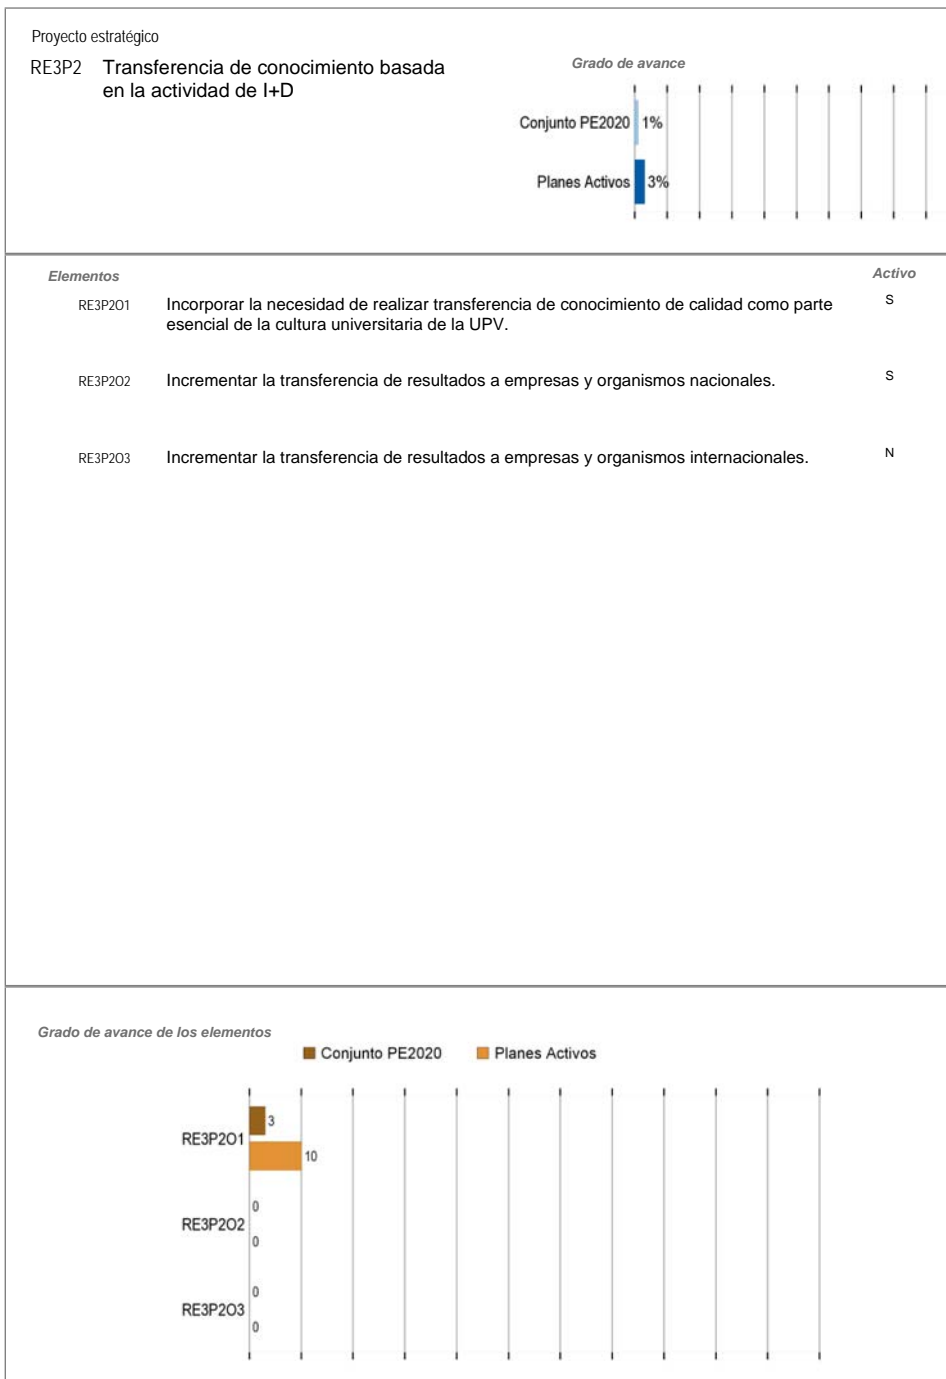 Proyecto estratégico
RE3P2 Transferencia de conocimiento basada
en la actividad de I+D
Grado de avance
Conjunto PE2020 1%
Planes Activos 3%
Elementos Activo
RE3P2O1 Incorporar la necesidad de realizar transferencia de conocimiento de calidad como parte S
esencial de la cultura universitaria de la UPV.
RE3P2O2 Incrementar la transferencia de resultados a empresas y organismos nacionales. S
RE3P2O3 Incrementar la transferencia de resultados a empresas y organismos internacionales. N
Grado de avance de los elementos
Conjunto PE2020 Planes Activos
RE3P2O1
3
10
RE3P2O2
0
0
RE3P2O3
0
0